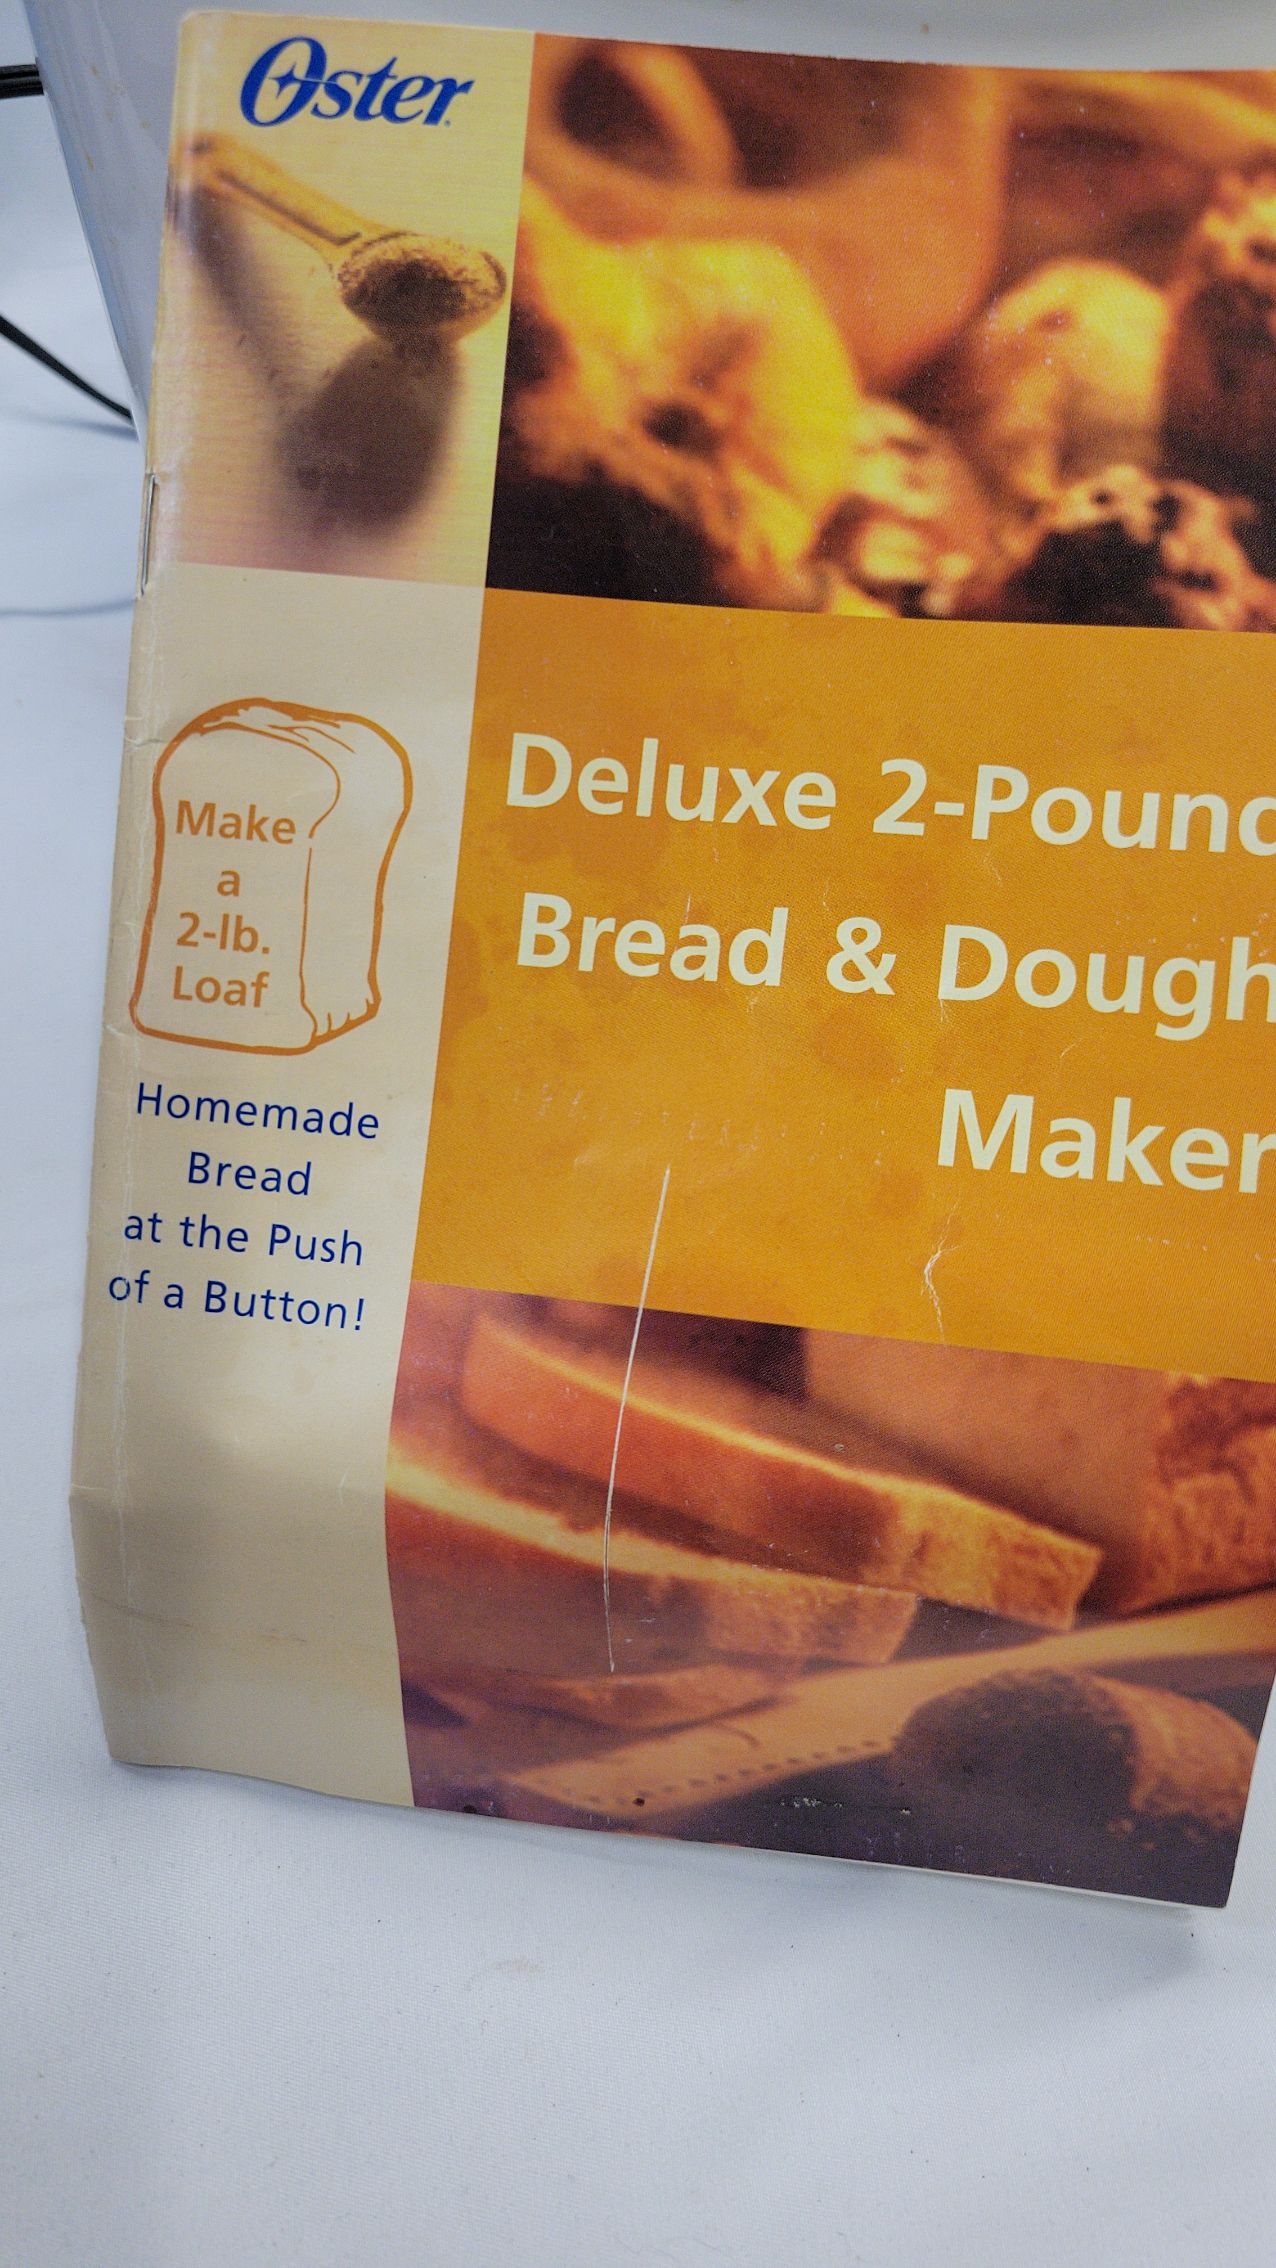 Oster
Make
a
2-lb.
Loaf
Homemade
Bread
at the Push
of a Button!
Deluxe 2-Pound
Bread & Dough
Maker